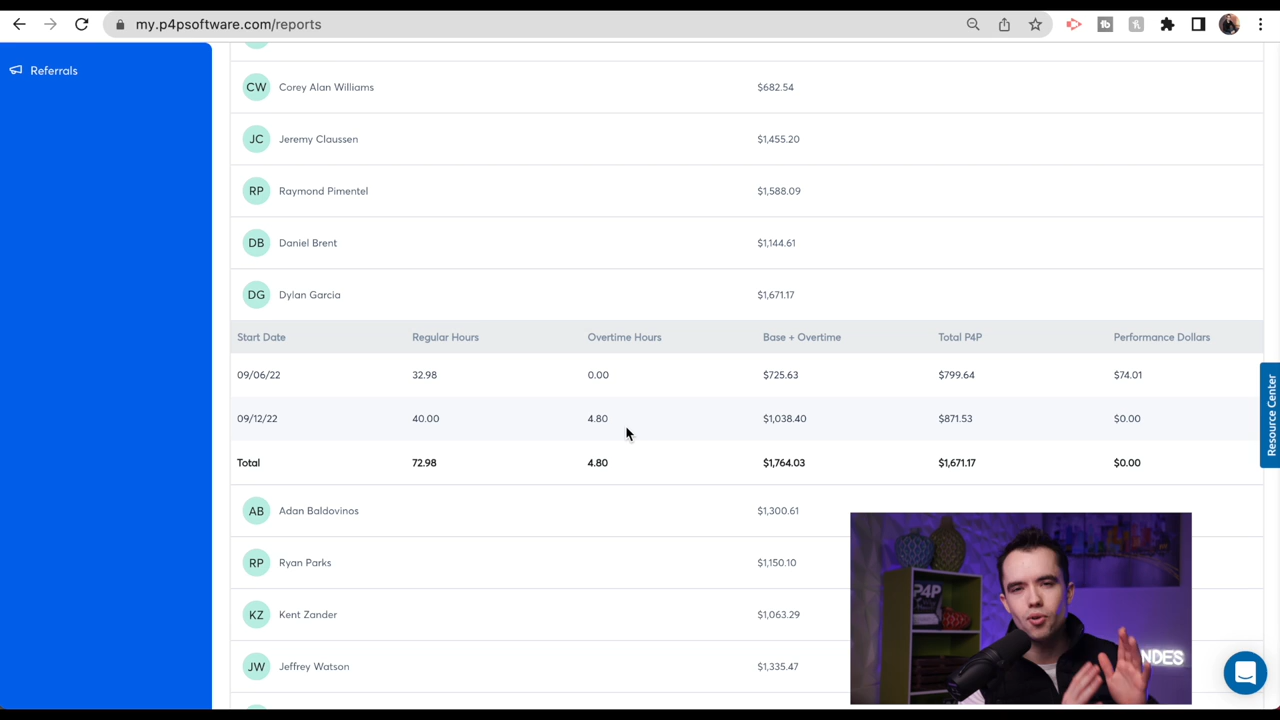 my.p4psoftware.com/reports
Referrals
CW Corey Alan Williams $682.54
JC Jeremy Claussen $1,455.20
RP Raymond Pimentel $1,588.09
DB Daniel Brent $1,144.61
DG Dylan Garcia $1,671.17
Start Date Regular Hours Overtime Hours Base + Overtime Total P4P Performance Dollars
09/06/22 32.98 0.00 $725.63 $799.64 $74.01
09/12/22 40.00 4.80 $1,038.40 $871.53 $0.00
Total 72.98 4.80 $1,764.03 $1,671.17 $0.00
AB Adan Baldovinos $1,300.61
RP Ryan Parks $1,150.10
KZ Kent Zander $1,063.29
JW Jeffrey Watson $1,335.47
Resource Center
P4P
NDES